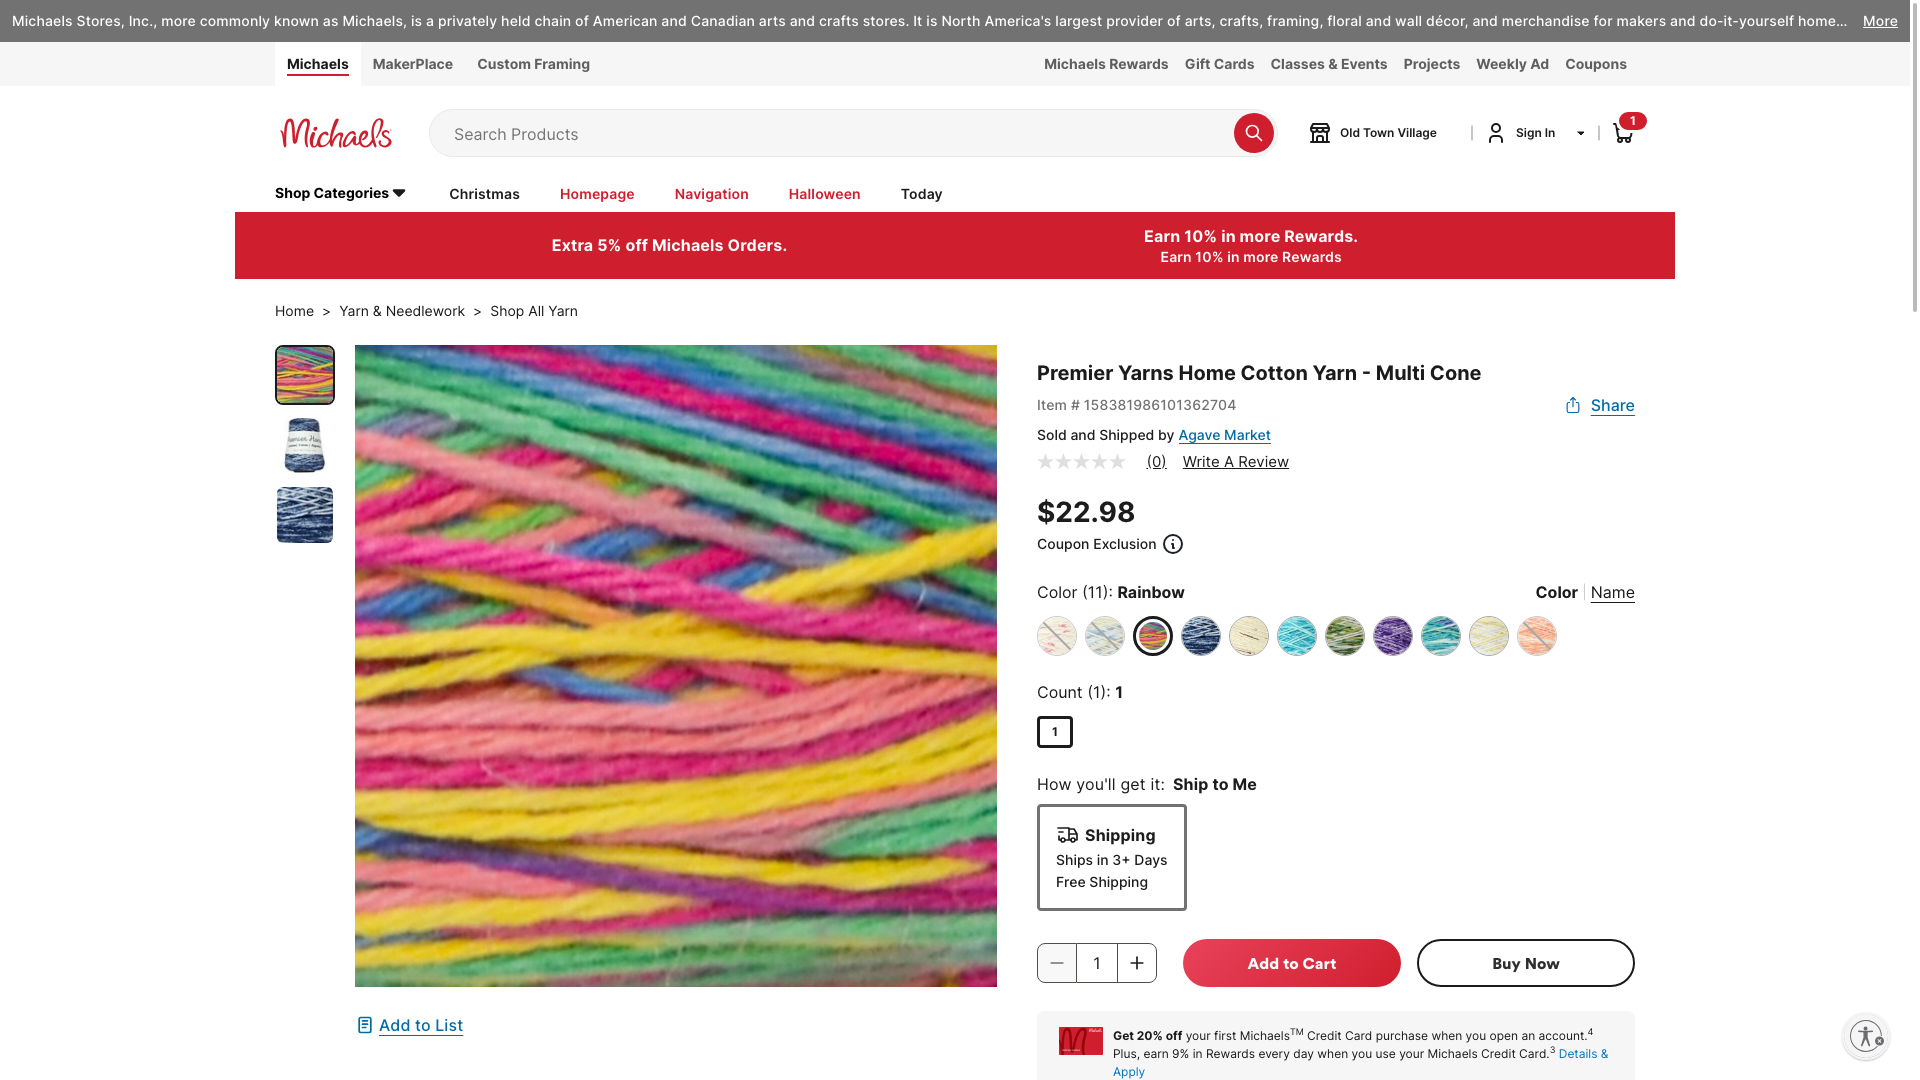 Michaels Stores, Inc., more commonly known as Michaels, is a privately held chain of American and Canadian arts and crafts stores. It is North America's largest provider of arts, crafts, framing, floral and wall décor, and merchandise for makers and do-it-yourself home... More
Michaels MakerPlace Custom Framing Michaels Rewards Gift Cards Classes & Events Projects Weekly Ad Coupons
Michaels Search Products Old Town Village Sign In 1
Shop Categories Christmas Homepage Navigation Halloween Today
Extra 5% off Michaels Orders.
Earn 10% in more Rewards.
Earn 10% in more Rewards
Home > Yarn & Needlework > Shop All Yarn
Premier Yarns Home Cotton Yarn - Multi Cone
Item # 158381986101362704 Share
Sold and Shipped by Agave Market
(0) Write A Review
$22.98
Coupon Exclusion
Color (11): Rainbow Color Name
Count (1): 1
1
How you'll get it: Ship to Me
Shipping
Ships in 3+ Days
Free Shipping
1 Add to Cart Buy Now
Add to List
Get 20% off your first Michaels™ Credit Card purchase when you open an account.4
Plus, earn 9% in Rewards every day when you use your Michaels Credit Card.3 Details &
Apply